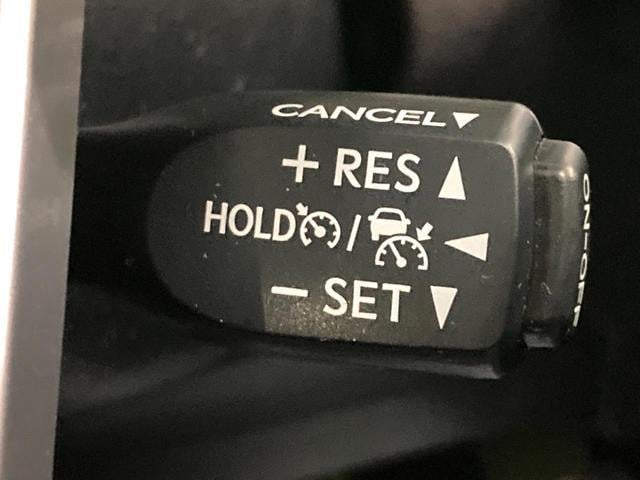 CANCEL▼
+ RES ▲
HOLD / ◀
− SET ▼
ON-OFF